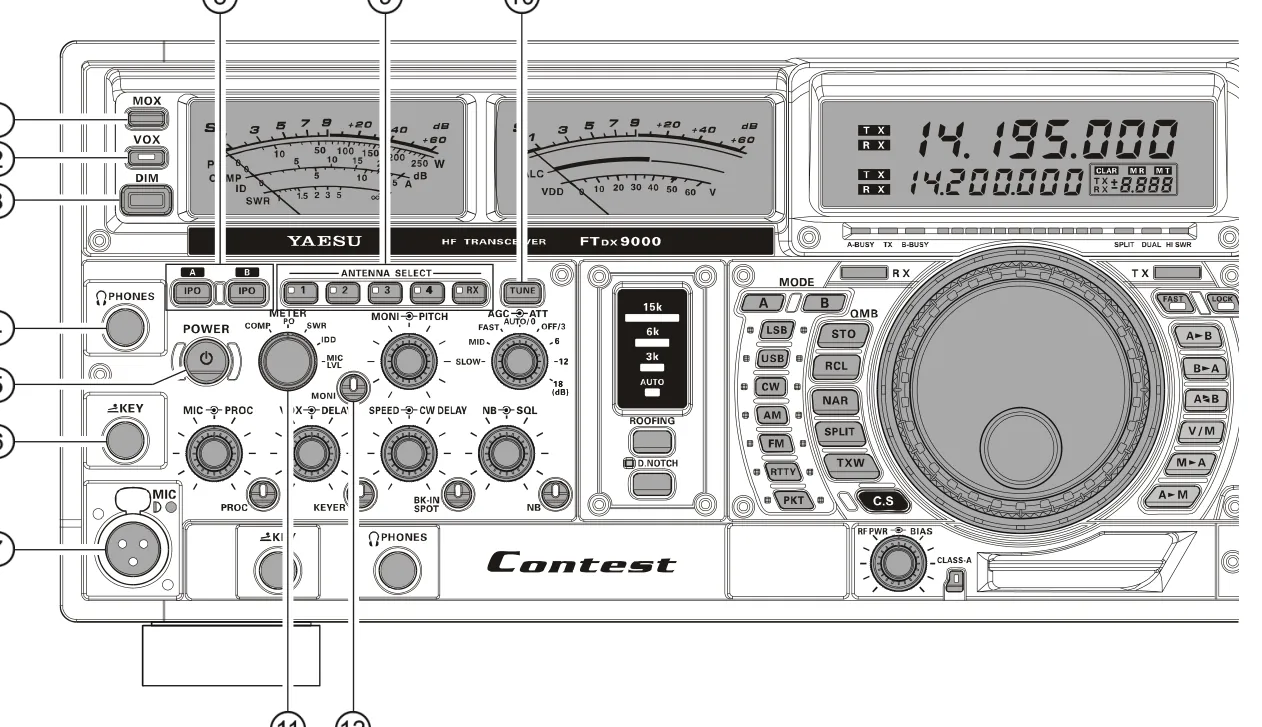 9
MOX
VOX
DIM
3 5 7 9 +20 +40 +60 dB
0 10 50 100 150 200 250 W
0 5 10 15 dB
0 5 10 15 A
ID
SWR 1 1.5 2 3 5 ∞
S 1 3 5 7 9 +20 +40 +60 dB
ALC
VDD 0 10 20 30 40 50 60 V
TX
RX
14.195.000
TX
RX
14.200.000
CLAR MR MT
TX
RX
±8.888
YAESU
HF TRANSCEIVER
FTDX9000
A-BUSY TX B-BUSY
SPLIT DUAL HI SWR
A B
IPO IPO
ANTENNA SELECT
1 2 3 4 RX
TUNE
PHONES
POWER
METER
COMP PO SWR
IDD
MIC
LVL
MONI
MONI PITCH
AGC ATT
AUTO/0
FAST OFF/3
MID 6
SLOW 12
18
(dB)
KEY
MIC PROC
DELAY
SPEED CW DELAY
NB SQL
PROC
KEYER
BK-IN
SPOT
NB
MIC
KEY
PHONES
Contest
15k
6k
3k
AUTO
ROOFING
D.NOTCH
MODE
A B
LSB
USB
CW
AM
FM
RTTY
PKT
QMB
STO
RCL
NAR
SPLIT
TXW
C.S
RX
TX
FAST
LOCK
A►B
B►A
A B
V/M
M►A
A►M
RF PWR BIAS
CLASS-A